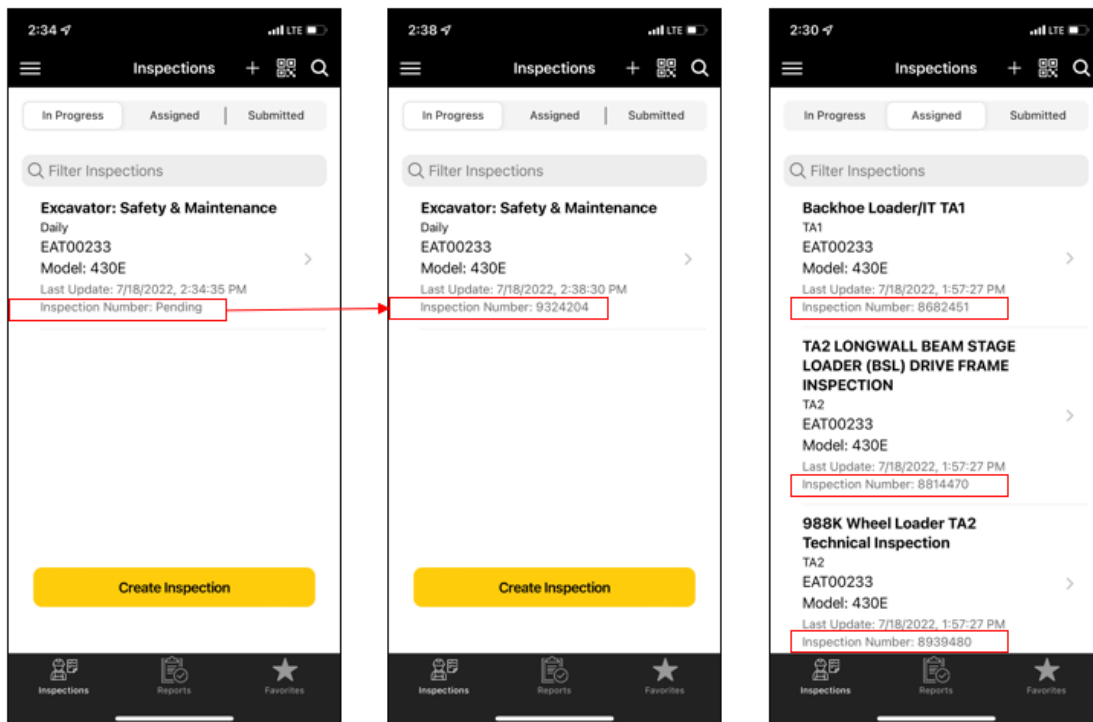 2:34
LTE
Inspections
In Progress
Assigned
Submitted
Filter Inspections
Excavator: Safety & Maintenance
Daily
EAT00233
Model: 430E
Last Update: 7/18/2022, 2:34:35 PM
Inspection Number: Pending
Create Inspection
Inspections
Reports
Favorites
2:38
LTE
Inspections
In Progress
Assigned
Submitted
Filter Inspections
Excavator: Safety & Maintenance
Daily
EAT00233
Model: 430E
Last Update: 7/18/2022, 2:38:30 PM
Inspection Number: 9324204
Create Inspection
Inspections
Reports
Favorites
2:30
LTE
Inspections
In Progress
Assigned
Submitted
Filter Inspections
Backhoe Loader/IT TA1
TA1
EAT00233
Model: 430E
Last Update: 7/18/2022, 1:57:27 PM
Inspection Number: 8682451
TA2 LONGWALL BEAM STAGE
LOADER (BSL) DRIVE FRAME
INSPECTION
TA2
EAT00233
Model: 430E
Last Update: 7/18/2022, 1:57:27 PM
Inspection Number: 8814470
988K Wheel Loader TA2
Technical Inspection
TA2
EAT00233
Model: 430E
Last Update: 7/18/2022, 1:57:27 PM
Inspection Number: 8939480
Inspections
Reports
Favorites